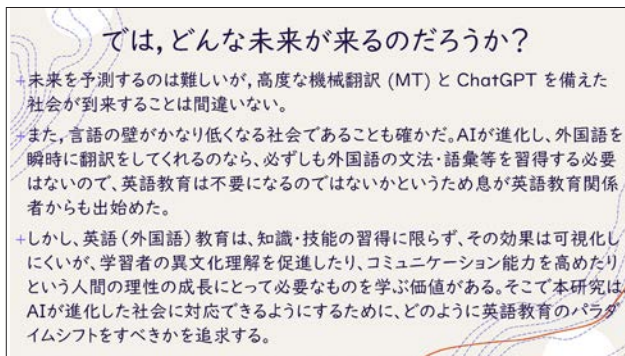 では,どんな未来が来るのだろうか?
+未来を予測するのは難しいが,高度な機械翻訳 (MT) と ChatGPT を備えた
社会が到来することは間違いない。
+また,言語の壁がかなり低くなる社会であることも確かだ。AIが進化し、外国語を
瞬時に翻訳をしてくれるのなら、必ずしも外国語の文法・語彙等を習得する必要
はないので、英語教育は不要になるのではないかというため息が英語教育関係
者からも出始めた。
+しかし、英語(外国語)教育は、知識・技能の習得に限らず、その効果は可視化し
にくいが、学習者の異文化理解を促進したり、コミュニケーション能力を高めたり
という人間の理性の成長にとって必要なものを学ぶ価値がある。そこで本研究は
AIが進化した社会に対応できるようにするために、どのように英語教育のパラダ
イムシフトをすべきかを追求する。